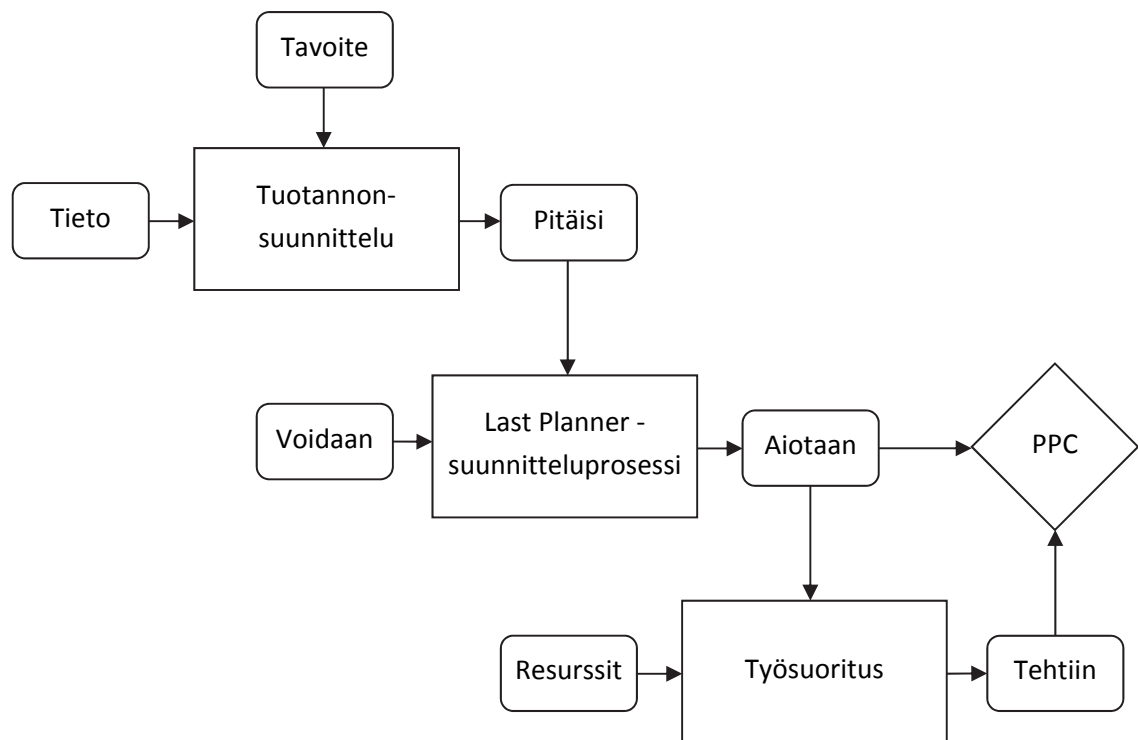 Tavoite
Tieto
Tuotannon-
suunnittelu
Pitäisi
Voidaan
Last Planner -
suunnitteluprosessi
Aiotaan
PPC
Resurssit
Työsuoritus
Tehtiin